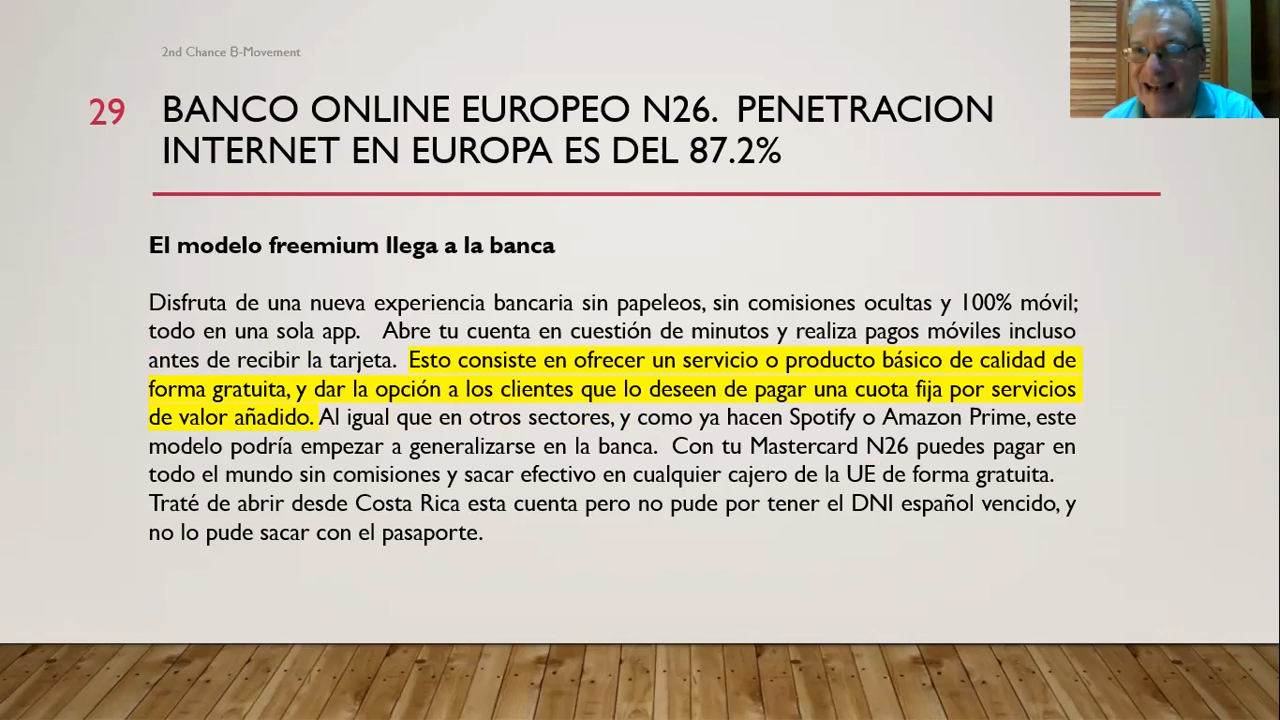 2nd Chance B-Movement
29
BANCO ONLINE EUROPEO N26. PENETRACION
INTERNET EN EUROPA ES DEL 87.2%
El modelo freemium llega a la banca
Disfruta de una nueva experiencia bancaria sin papeleos, sin comisiones ocultas y 100% móvil;
todo en una sola app. Abre tu cuenta en cuestión de minutos y realiza pagos móviles incluso
antes de recibir la tarjeta. Esto consiste en ofrecer un servicio o producto básico de calidad de
forma gratuita, y dar la opción a los clientes que lo deseen de pagar una cuota fija por servicios
de valor añadido. Al igual que en otros sectores, y como ya hacen Spotify o Amazon Prime, este
modelo podría empezar a generalizarse en la banca. Con tu Mastercard N26 puedes pagar en
todo el mundo sin comisiones y sacar efectivo en cualquier cajero de la UE de forma gratuita.
Traté de abrir desde Costa Rica esta cuenta pero no pude por tener el DNI español vencido, y
no lo pude sacar con el pasaporte.